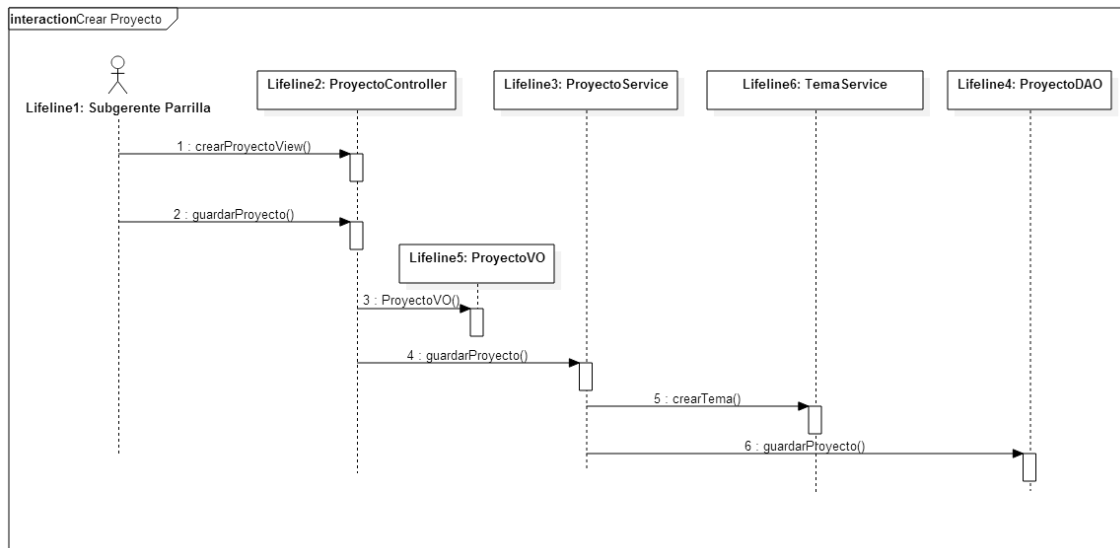 interactionCrear Proyecto
Lifeline1: Subgerente Parrilla
Lifeline2: ProyectoController
Lifeline3: ProyectoService
Lifeline6: TemaService
Lifeline4: ProyectoDAO
1 : crearProyectoView()
2 : guardarProyecto()
Lifeline5: ProyectoVO
3 : ProyectoVO()
4 : guardarProyecto()
5 : crearTema()
6 : guardarProyecto()